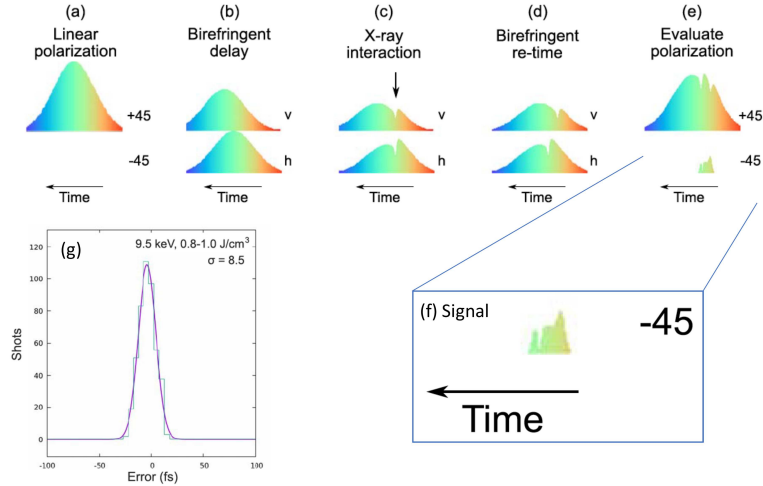 (a)
Linear
polarization
+45
-45
Time
(b)
Birefringent
delay
v
h
Time
(c)
X-ray
interaction
v
h
Time
(d)
Birefringent
re-time
v
h
Time
(e)
Evaluate
polarization
+45
-45
Time
(g)
9.5 keV, 0.8-1.0 J/cm³
σ = 8.5
Shots
120
100
80
60
40
20
0
-100
-50
0
50
100
Error (fs)
(f) Signal
-45
Time